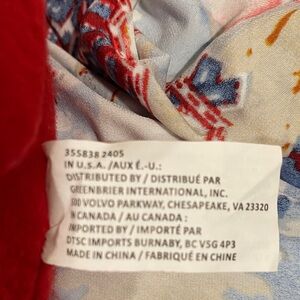 355838 2405
IN U.S.A. /AUX É.-U.:
DISTRIBUTED BY / DISTRIBUÉ PAR
GREENBRIER INTERNATIONAL, INC.
500 VOLVO PARKWAY, CHESAPEAKE, VA 23320
IN CANADA / AU CANADA :
IMPORTED BY / IMPORTÉ PAR
DTSC IMPORTS BURNABY, BC V5G 4P3
MADE IN CHINA / FABRIQUÉ EN CHINE